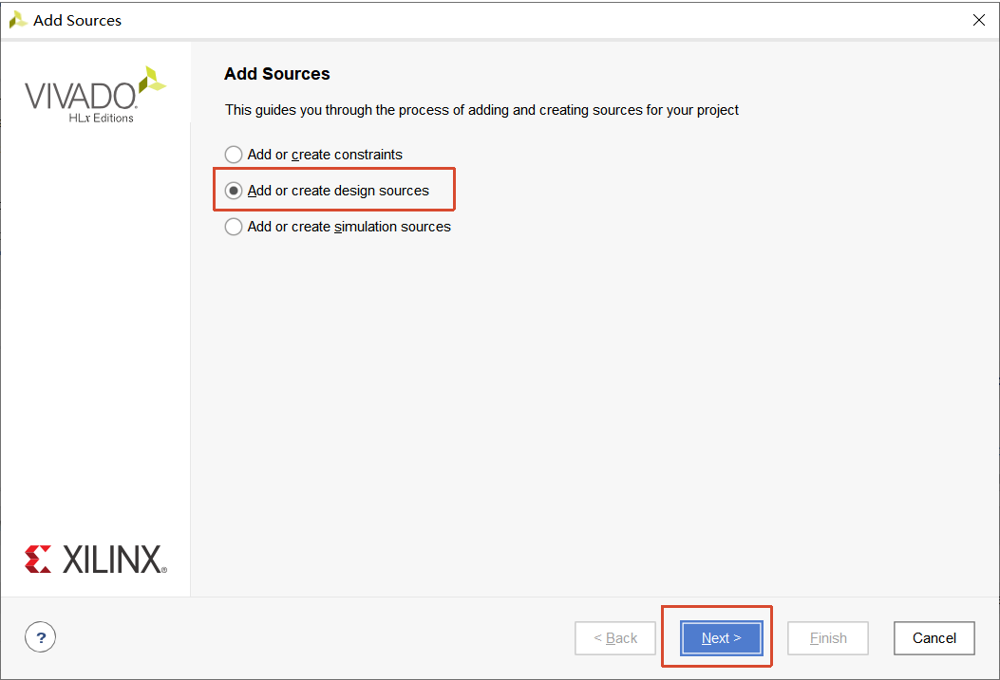 Add Sources
VIVADO.
HLx Editions
Add Sources
This guides you through the process of adding and creating sources for your project
Add or create constraints
Add or create design sources
Add or create simulation sources
XILINX®
?
< Back
Next >
Finish
Cancel